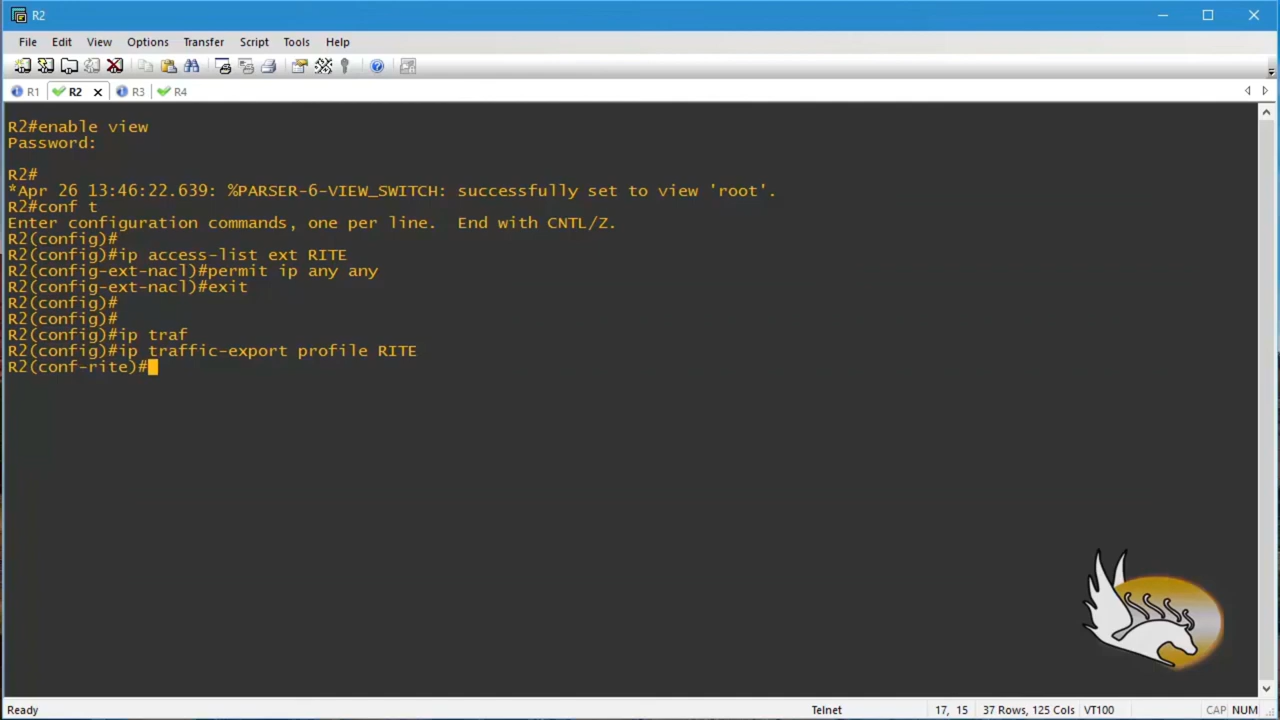 R2
File Edit View Options Transfer Script Tools Help
R1 R2 R3 R4
R2#enable view
Password:
R2#
*Apr 26 13:46:22.639: %PARSER-6-VIEW_SWITCH: successfully set to view 'root'.
R2#conf t
Enter configuration commands, one per line.  End with CNTL/Z.
R2(config)#
R2(config)#ip access-list ext RITE
R2(config-ext-nacl)#permit ip any any
R2(config-ext-nacl)#exit
R2(config)#
R2(config)#
R2(config)#ip traf
R2(config)#ip traffic-export profile RITE
R2(conf-rite)#
Ready Telnet 17, 15 37 Rows, 125 Cols VT100 CAP NUM